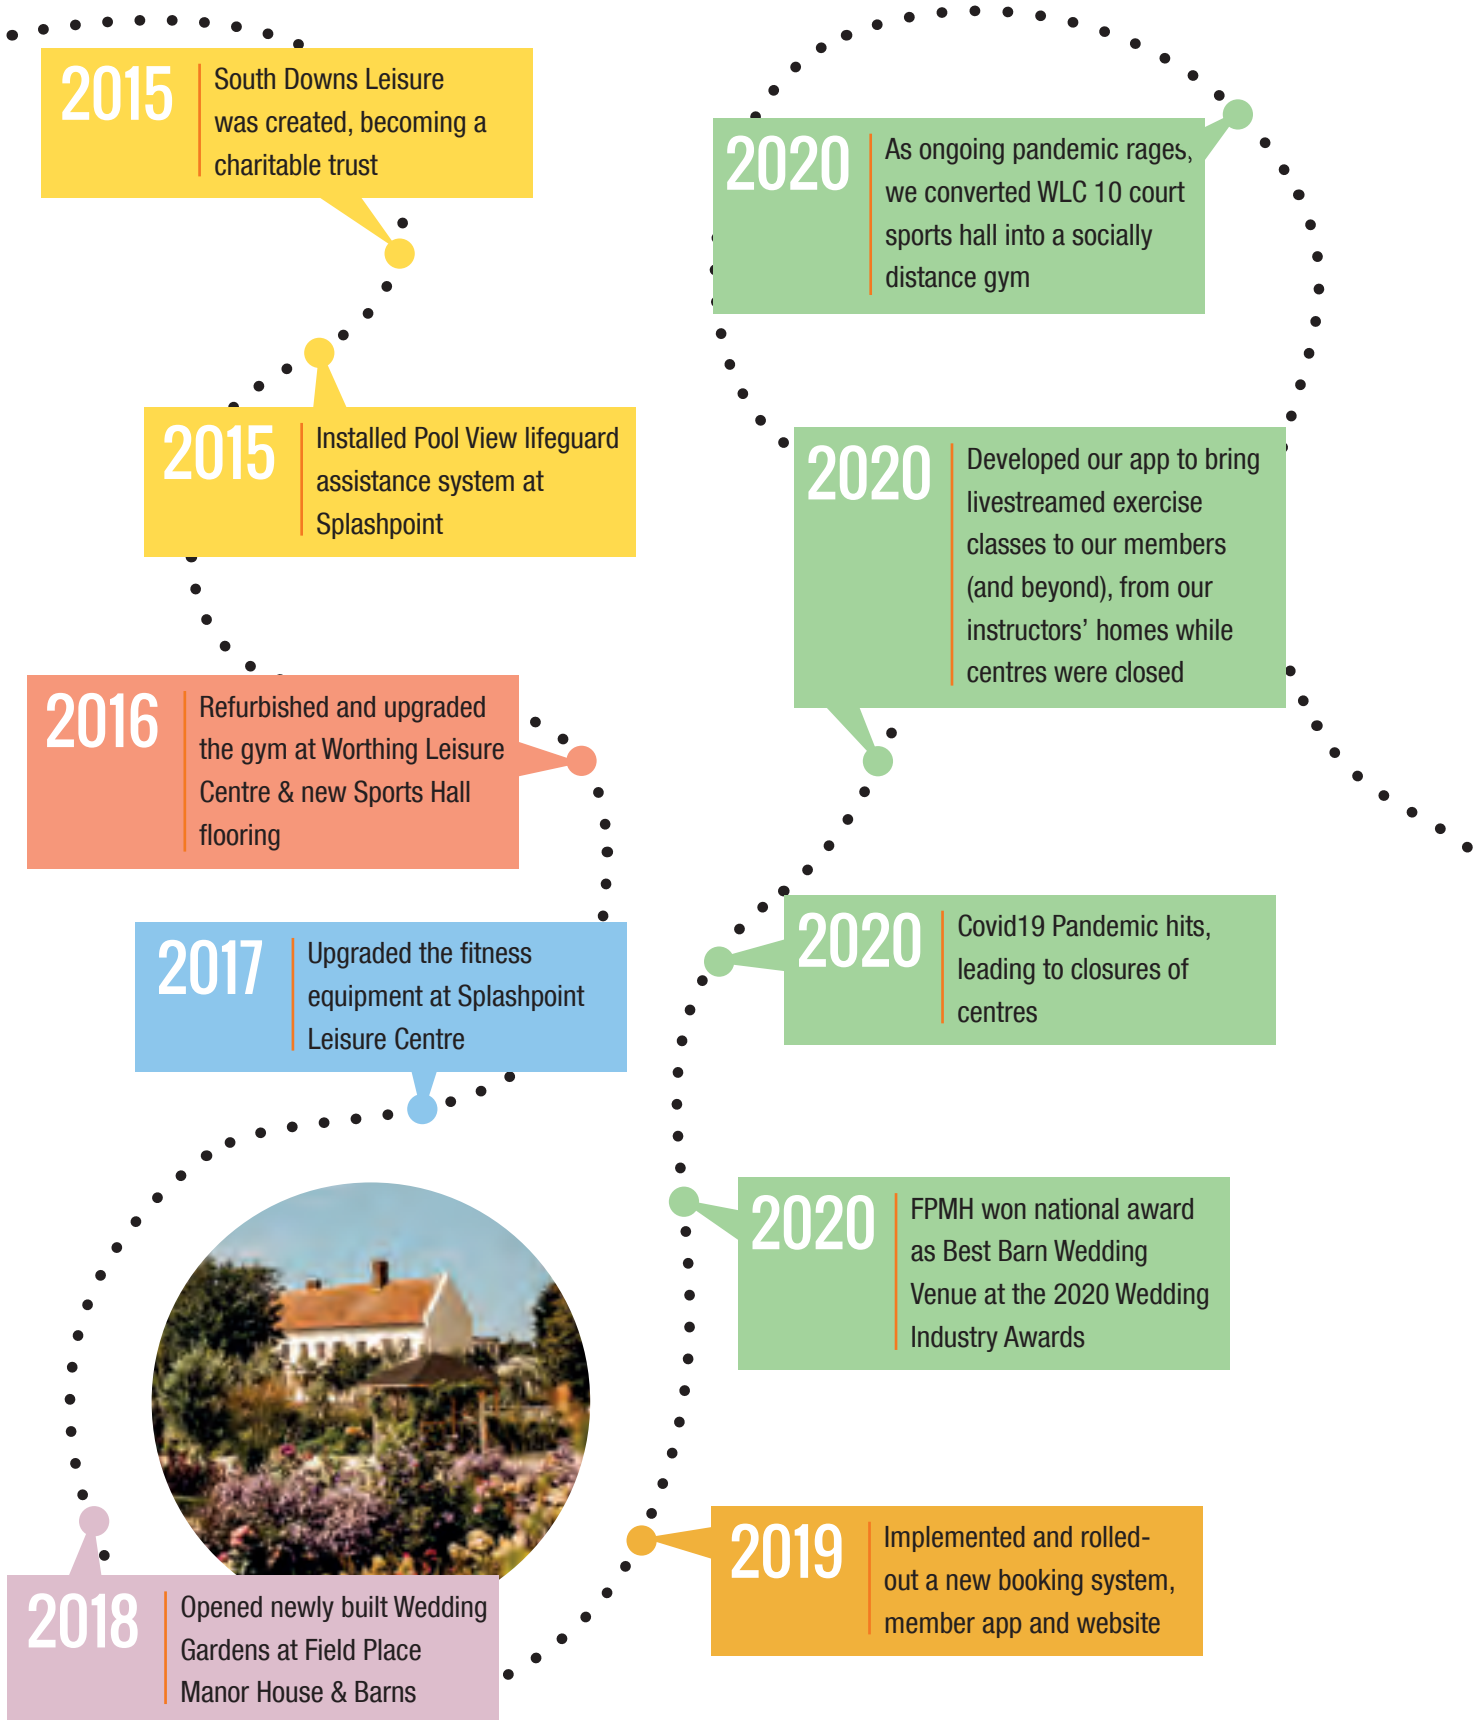 2015
South Downs Leisure
was created, becoming a
charitable trust
2015
Installed Pool View lifeguard
assistance system at
Splashpoint
2016
Refurbished and upgraded
the gym at Worthing Leisure
Centre & new Sports Hall
flooring
2017
Upgraded the fitness
equipment at Splashpoint
Leisure Centre
2018
Opened newly built Wedding
Gardens at Field Place
Manor House & Barns
2019
Implemented and rolled-
out a new booking system,
member app and website
2020
FPMH won national award
as Best Barn Wedding
Venue at the 2020 Wedding
Industry Awards
2020
Covid19 Pandemic hits,
leading to closures of
centres
2020
Developed our app to bring
livestreamed exercise
classes to our members
(and beyond), from our
instructors’ homes while
centres were closed
2020
As ongoing pandemic rages,
we converted WLC 10 court
sports hall into a socially
distance gym